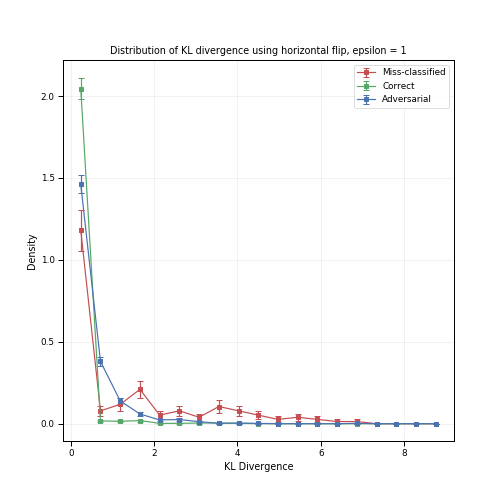 Distribution of KL divergence using horizontal flip, epsilon = 1
Miss-classified
Correct
Adversarial
2.0
1.5
1.0
0.5
0.0
Density
0
2
4
6
8
KL Divergence